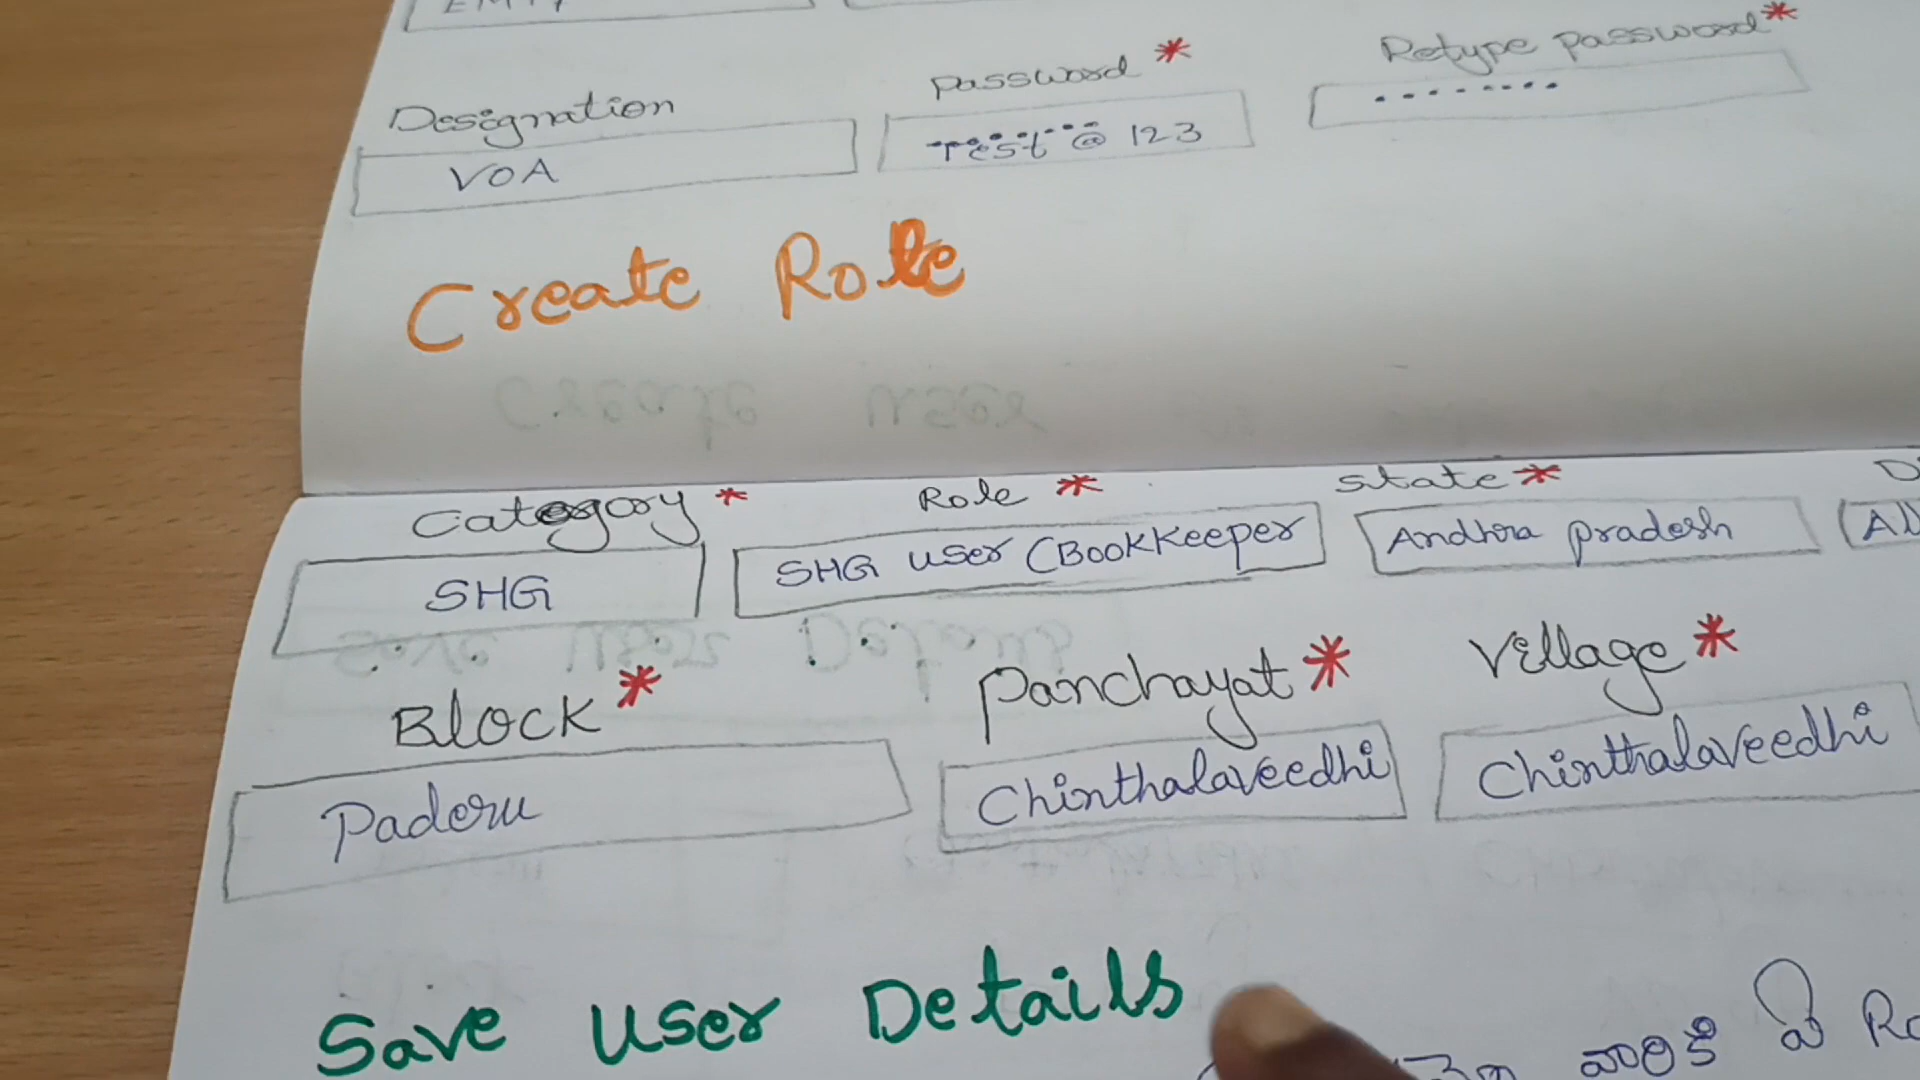 Designation Password * Retype password *
VOA Test@123 ........
Create Role
Category * Role * State *
SHG SHG user (Bookkeeper Andhra pradesh All
Block * Panchayat * Village *
Paderu Chinthalaveedhi Chinthalaveedhi
Save User Details
వారికి పై